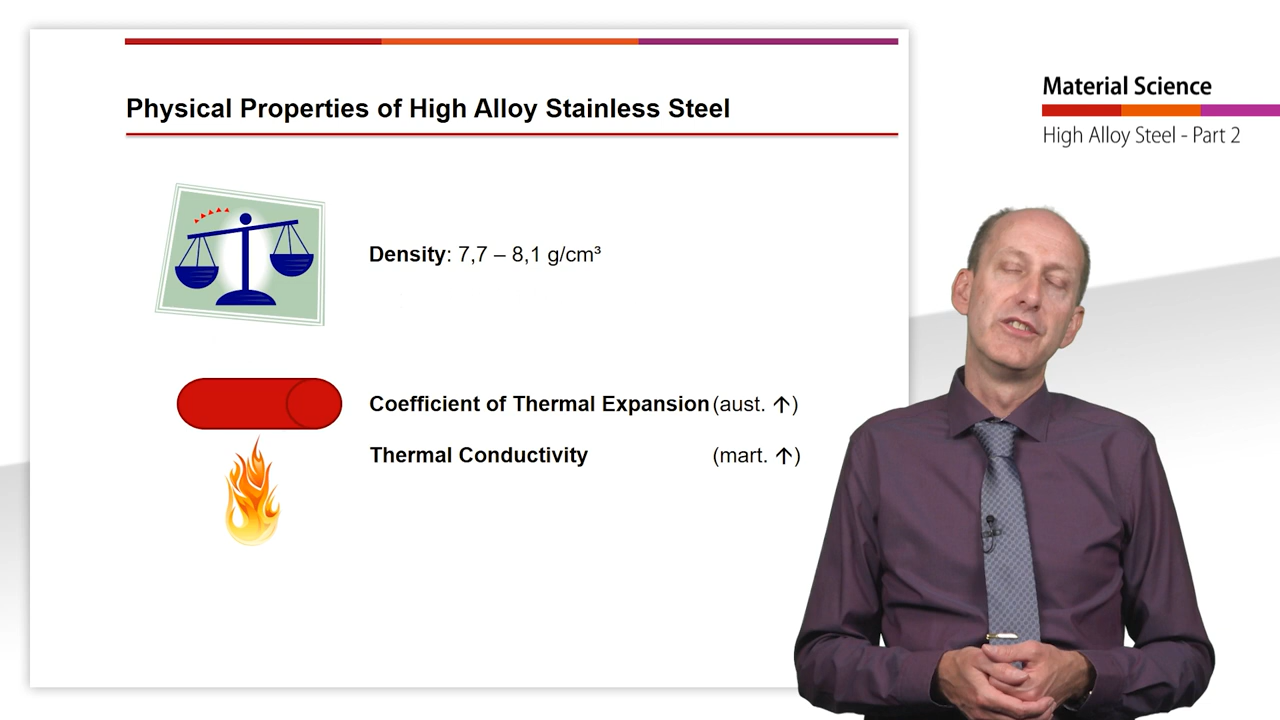 Physical Properties of High Alloy Stainless Steel
Density: 7,7 – 8,1 g/cm³
Coefficient of Thermal Expansion (aust. ↑)
Thermal Conductivity (mart. ↑)
Material Science
High Alloy Steel - Part 2